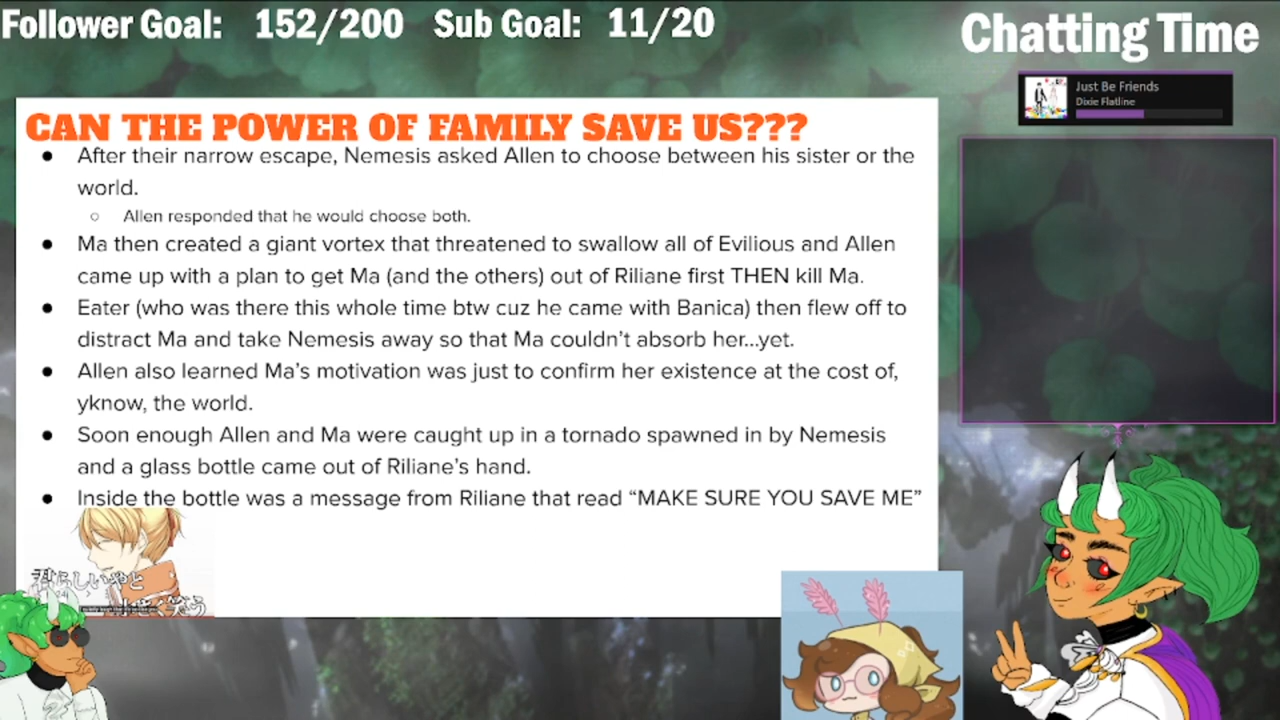 Follower Goal: 152/200 Sub Goal: 11/20
Chatting Time
Just Be Friends
Dixie Flatline
CAN THE POWER OF FAMILY SAVE US???
● After their narrow escape, Nemesis asked Allen to choose between his sister or the
world.
○ Allen responded that he would choose both.
● Ma then created a giant vortex that threatened to swallow all of Evilious and Allen
came up with a plan to get Ma (and the others) out of Riliane first THEN kill Ma.
● Eater (who was there this whole time btw cuz he came with Banica) then flew off to
distract Ma and take Nemesis away so that Ma couldn't absorb her...yet.
● Allen also learned Ma's motivation was just to confirm her existence at the cost of,
yknow, the world.
● Soon enough Allen and Ma were caught up in a tornado spawned in by Nemesis
and a glass bottle came out of Riliane's hand.
● Inside the bottle was a message from Riliane that read “MAKE SURE YOU SAVE ME”
君らしいやと